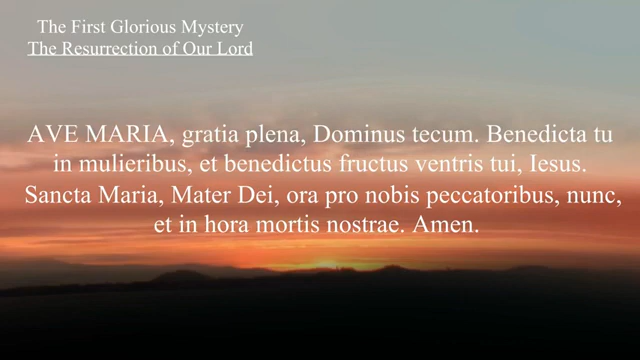 The First Glorious Mystery
The Resurrection of Our Lord
AVE MARIA, gratia plena, Dominus tecum. Benedicta tu
in mulieribus, et benedictus fructus ventris tui, Iesus.
Sancta Maria, Mater Dei, ora pro nobis peccatoribus, nunc,
et in hora mortis nostrae. Amen.